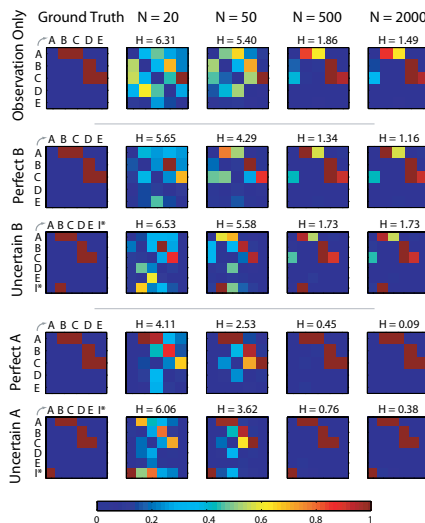 Ground Truth N = 20 N = 50 N = 500 N = 2000
Observation Only
A B C D E H = 6.31 H = 5.40 H = 1.86 H = 1.49
A
B
C
D
E
Perfect B
A B C D E H = 5.65 H = 4.29 H = 1.34 H = 1.16
A
B
C
D
E
Uncertain B
A B C D E I* H = 6.53 H = 5.58 H = 1.73 H = 1.73
A
B
C
D
E
I*
Perfect A
A B C D E H = 4.11 H = 2.53 H = 0.45 H = 0.09
A
B
C
D
E
Uncertain A
A B C D E I* H = 6.06 H = 3.62 H = 0.76 H = 0.38
A
B
C
D
E
I*
0 0.2 0.4 0.6 0.8 1